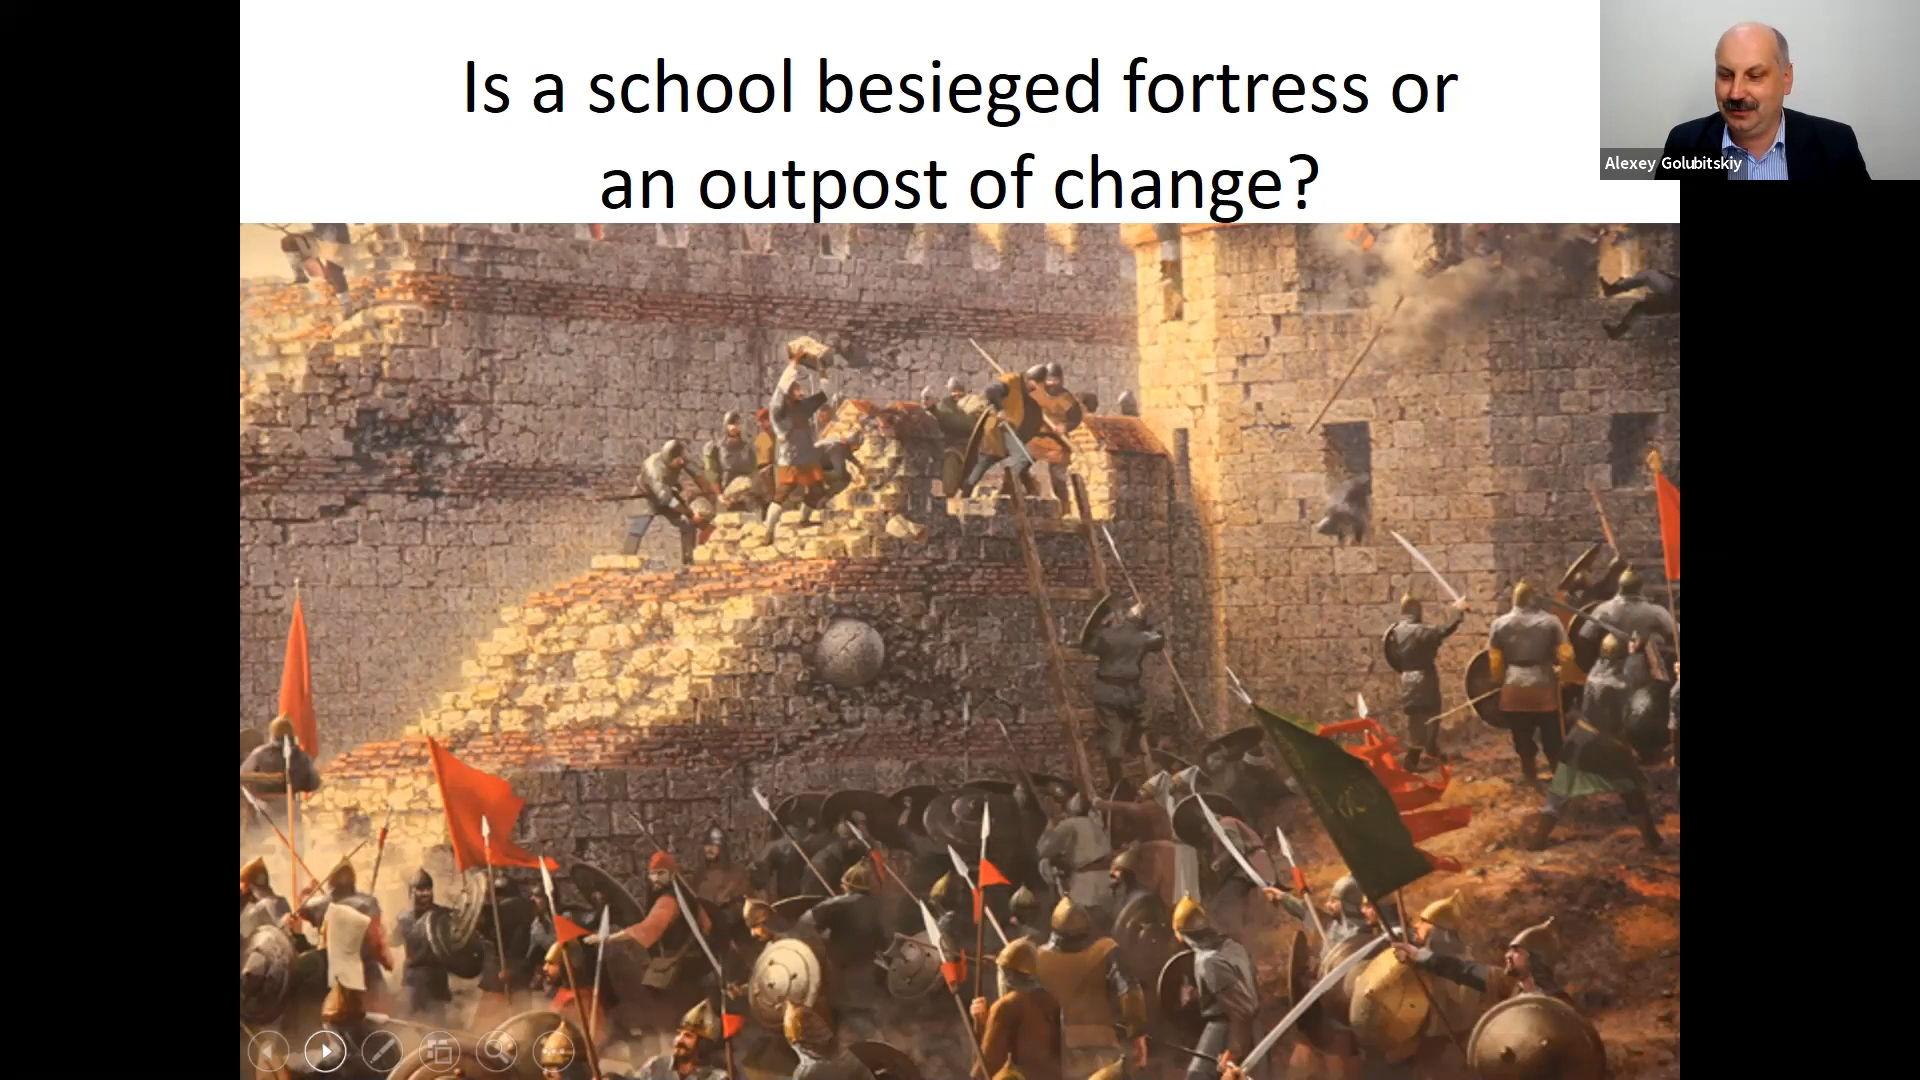 Is a school besieged fortress or
an outpost of change?
Alexey Golubitskiy